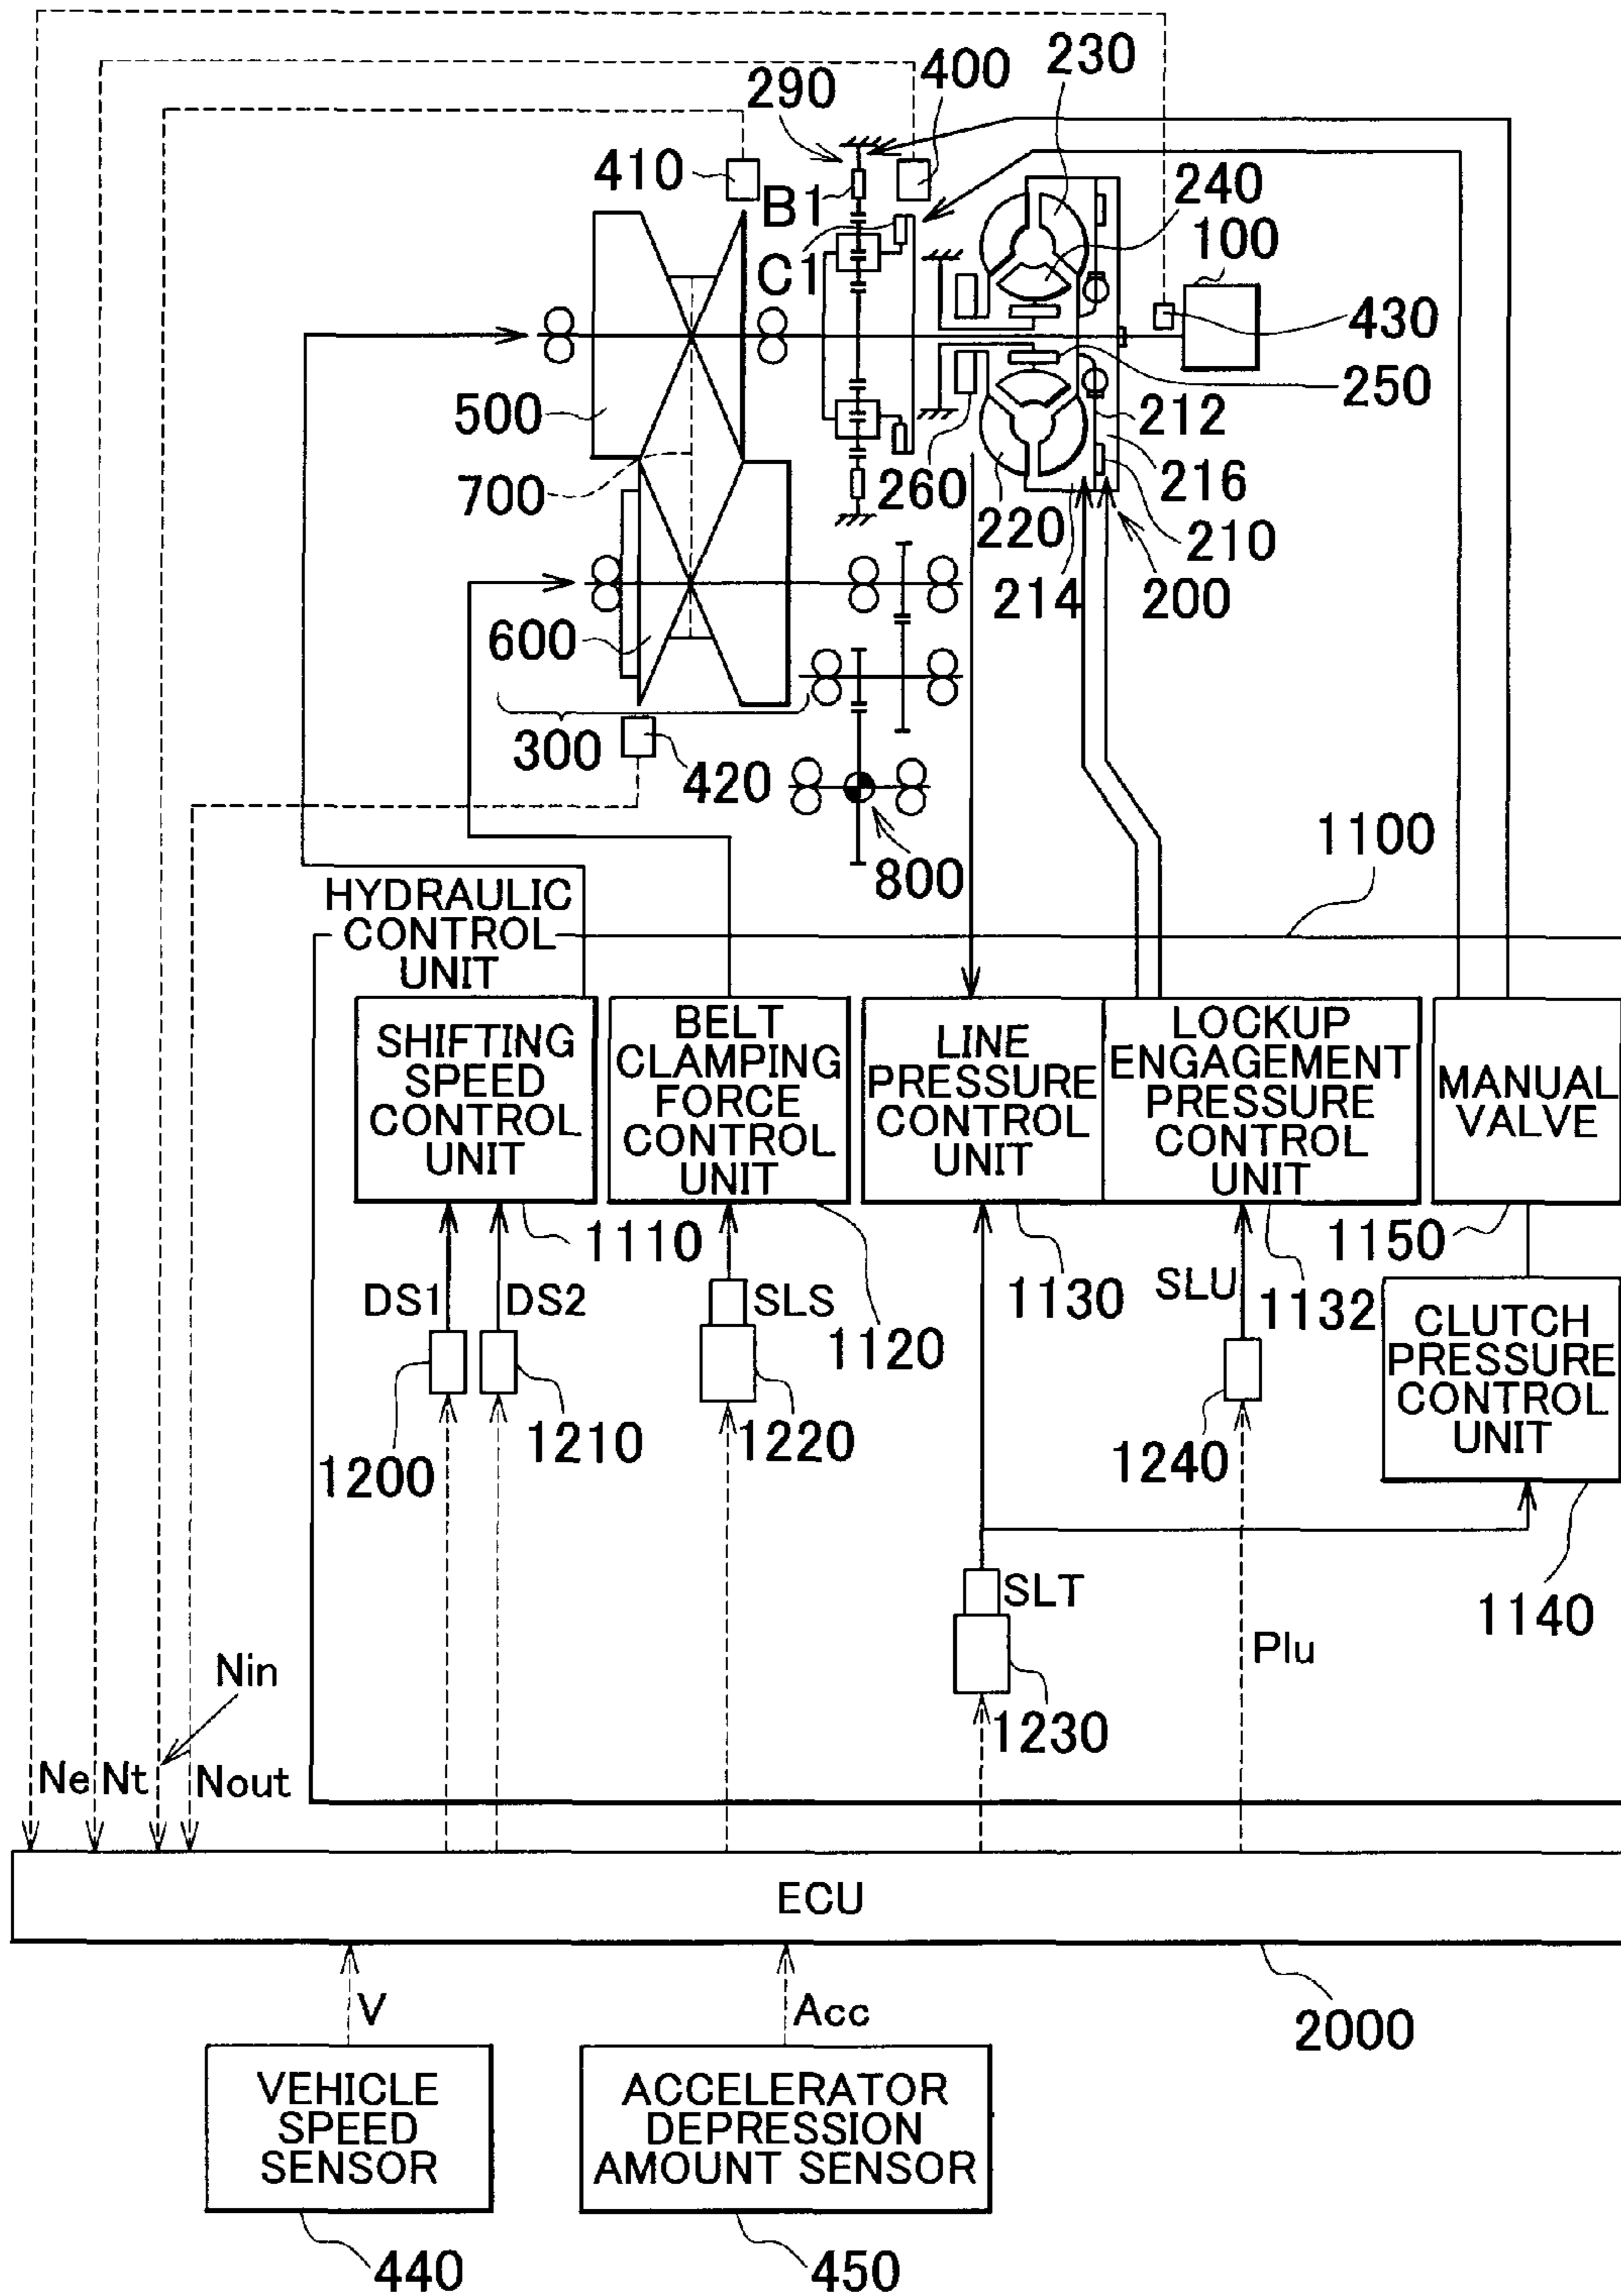 230
400
290
410
B1
240
100
C1
430
500
250
212
700
260
216
220
210
214
200
600
300
420
800
1100
HYDRAULIC
CONTROL
UNIT
SHIFTING
SPEED
CONTROL
UNIT
BELT
CLAMPING
FORCE
CONTROL
UNIT
LINE
PRESSURE
CONTROL
UNIT
LOCKUP
ENGAGEMENT
PRESSURE
CONTROL
UNIT
MANUAL
VALVE
1110
1150
DS1
DS2
SLS
1120
1130
SLU
1132
CLUTCH
PRESSURE
CONTROL
UNIT
1200
1210
1220
1240
SLT
1140
Plu
Nin
1230
Ne
Nt
Nout
ECU
V
Acc
2000
VEHICLE
SPEED
SENSOR
ACCELERATOR
DEPRESSION
AMOUNT SENSOR
440
450